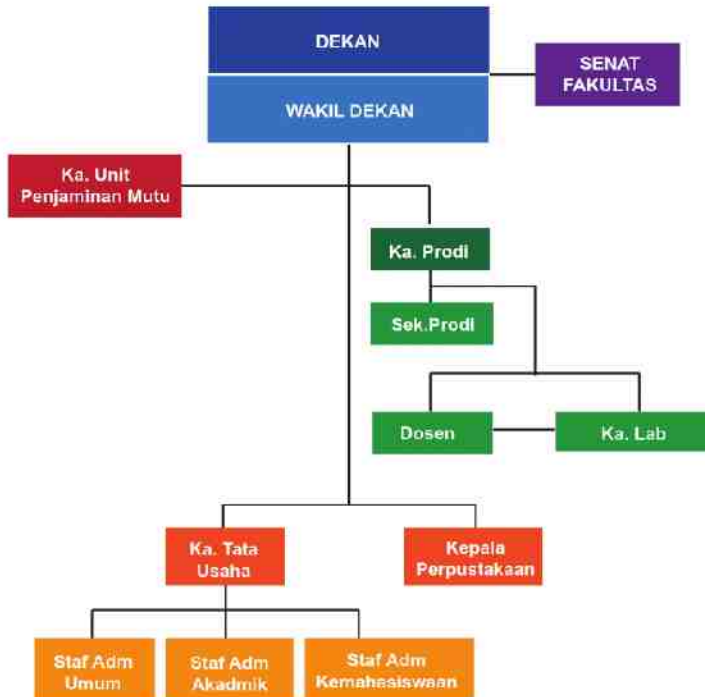 DEKAN
SENAT
FAKULTAS
WAKIL DEKAN
Ka. Unit
Penjaminan Mutu
Ka. Prodi
Sek.Prodi
Dosen
Ka. Lab
Ka. Tata
Usaha
Kepala
Perpustakaan
Staf Adm
Umum
Staf Adm
Akadmik
Staf Adm
Kemahasiswaan